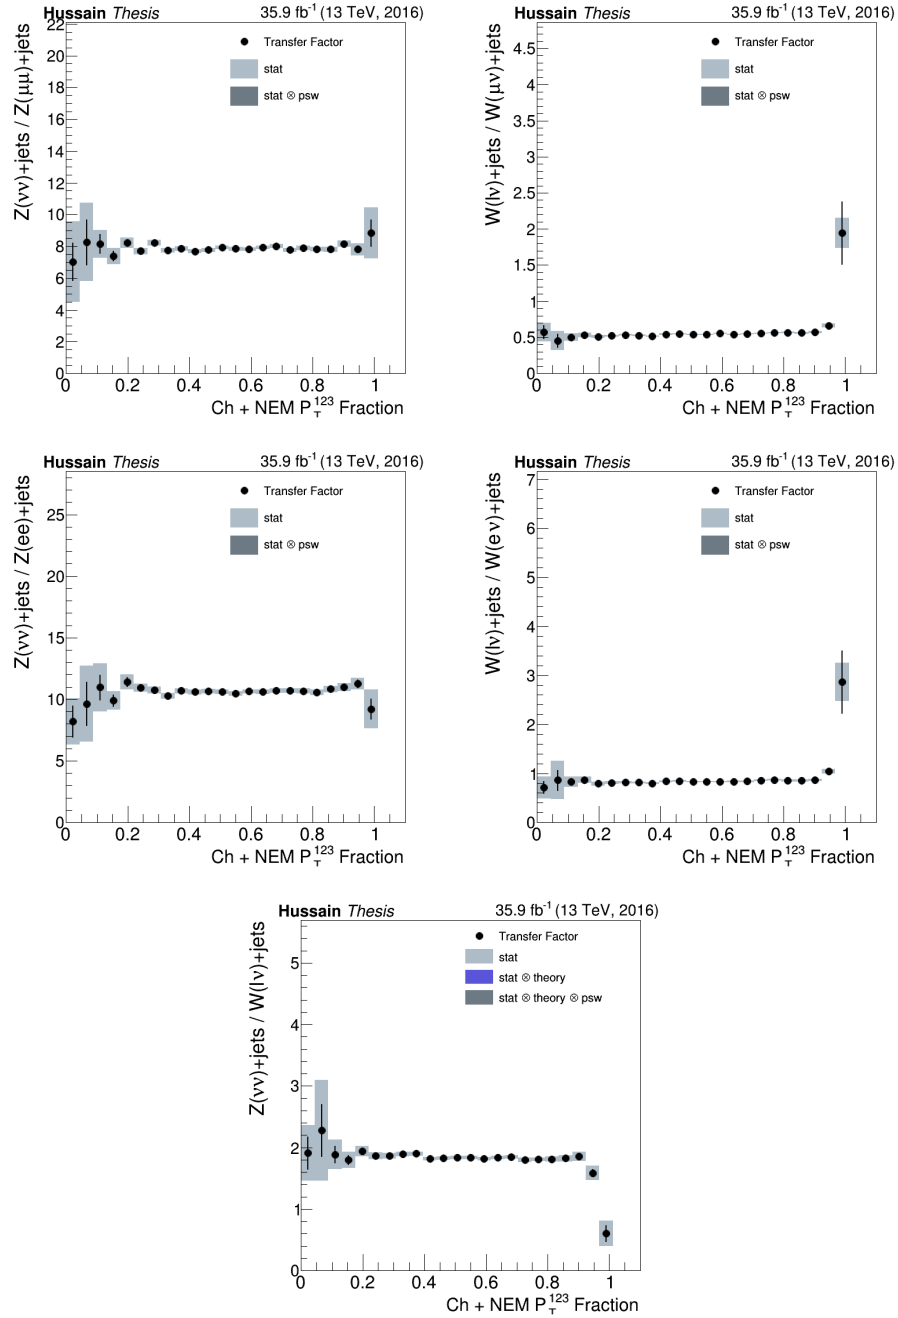 Hussain Thesis 35.9 fb⁻¹ (13 TeV, 2016)
Z(νν)+jets / Z(μμ)+jets
Transfer Factor
stat
stat ⊗ psw
22
20
18
16
14
12
10
8
6
4
2
0
0 0.2 0.4 0.6 0.8 1
Ch + NEM P_T^123 Fraction
Hussain Thesis 35.9 fb⁻¹ (13 TeV, 2016)
W(lν)+jets / W(μν)+jets
Transfer Factor
stat
stat ⊗ psw
4.5
4
3.5
3
2.5
2
1.5
1
0.5
0
0 0.2 0.4 0.6 0.8 1
Ch + NEM P_T^123 Fraction
Hussain Thesis 35.9 fb⁻¹ (13 TeV, 2016)
Z(νν)+jets / Z(ee)+jets
Transfer Factor
stat
stat ⊗ psw
25
20
15
10
5
0
0 0.2 0.4 0.6 0.8 1
Ch + NEM P_T^123 Fraction
Hussain Thesis 35.9 fb⁻¹ (13 TeV, 2016)
W(lν)+jets / W(e ν)+jets
Transfer Factor
stat
stat ⊗ psw
7
6
5
4
3
2
1
0
0 0.2 0.4 0.6 0.8 1
Ch + NEM P_T^123 Fraction
Hussain Thesis 35.9 fb⁻¹ (13 TeV, 2016)
Z(νν)+jets / W(lν)+jets
Transfer Factor
stat
stat ⊗ theory
stat ⊗ theory ⊗ psw
5
4
3
2
1
0
0 0.2 0.4 0.6 0.8 1
Ch + NEM P_T^123 Fraction